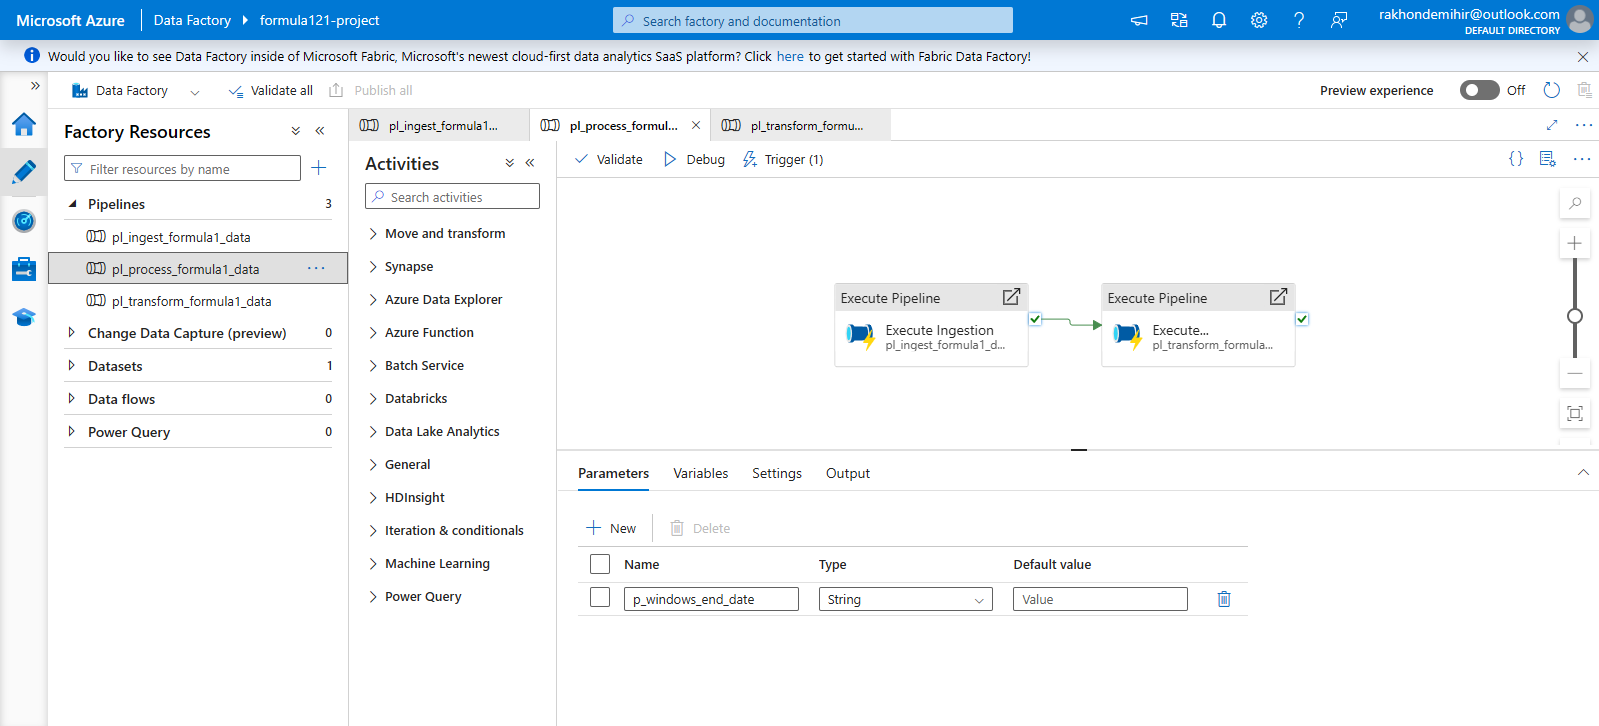 Microsoft Azure
Data Factory
formula121-project
Search factory and documentation
rakhondemihir@outlook.com
DEFAULT DIRECTORY
Would you like to see Data Factory inside of Microsoft Fabric, Microsoft's newest cloud-first data analytics SaaS platform? Click here to get started with Fabric Data Factory!
Data Factory
Validate all
Publish all
Preview experience
Off
Factory Resources
Filter resources by name
Pipelines 3
pl_ingest_formula1_data
pl_process_formula1_data
pl_transform_formula1_data
Change Data Capture (preview) 0
Datasets 1
Data flows 0
Power Query 0
pl_ingest_formula1...
pl_process_formul...
pl_transform_formu...
Activities
Search activities
Move and transform
Synapse
Azure Data Explorer
Azure Function
Batch Service
Databricks
Data Lake Analytics
General
HDInsight
Iteration & conditionals
Machine Learning
Power Query
Validate
Debug
Trigger (1)
Execute Pipeline
Execute Ingestion
pl_ingest_formula1_d...
Execute Pipeline
Execute...
pl_transform_formula...
Parameters
Variables
Settings
Output
New
Delete
Name Type Default value
p_windows_end_date String Value